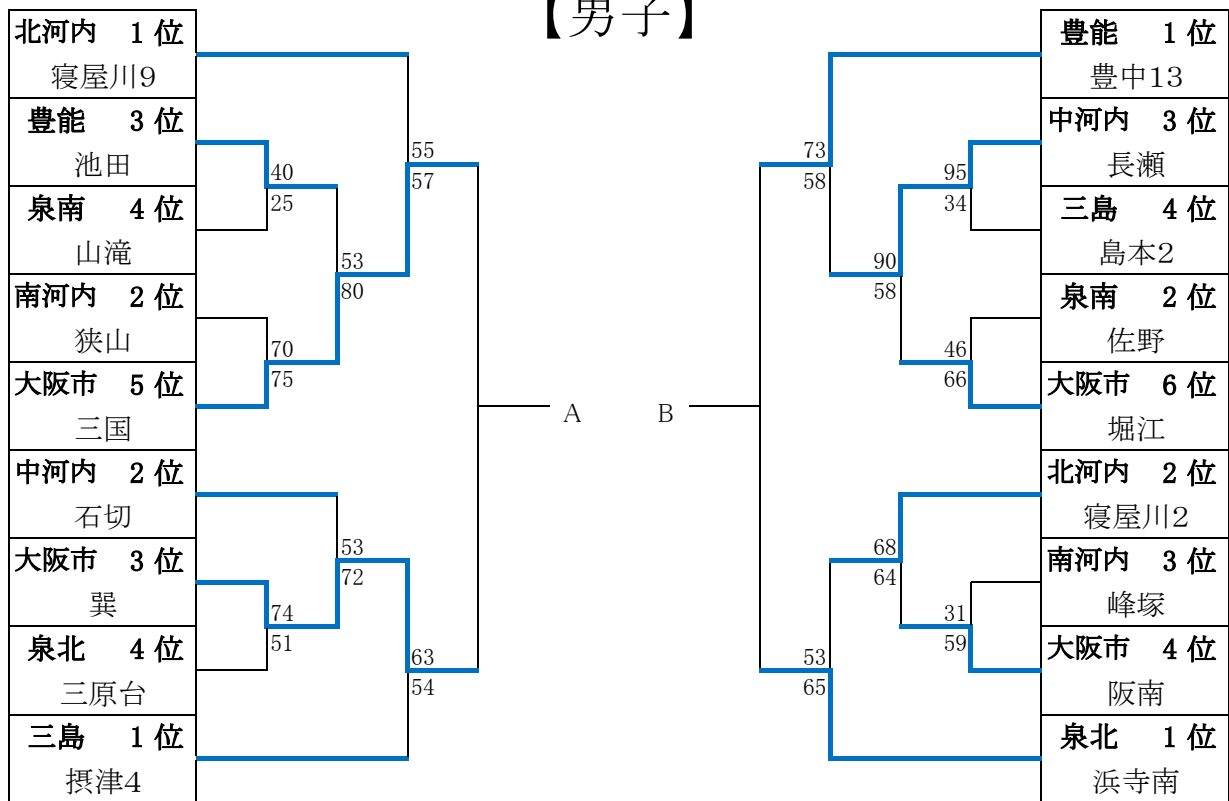 【男子】
北河内 1 位
寝屋川9
豊能 3 位
池田
泉南 4 位
山滝
南河内 2 位
狭山
大阪市 5 位
三国
中河内 2 位
石切
大阪市 3 位
巽
泉北 4 位
三原台
三島 1 位
摂津4
40
25
70
75
53
80
55
57
74
51
53
72
63
54
A
B
73
58
95
34
90
58
46
66
68
64
31
59
53
65
豊能 1 位
豊中13
中河内 3 位
長瀬
三島 4 位
島本2
泉南 2 位
佐野
大阪市 6 位
堀江
北河内 2 位
寝屋川2
南河内 3 位
峰塚
大阪市 4 位
阪南
泉北 1 位
浜寺南